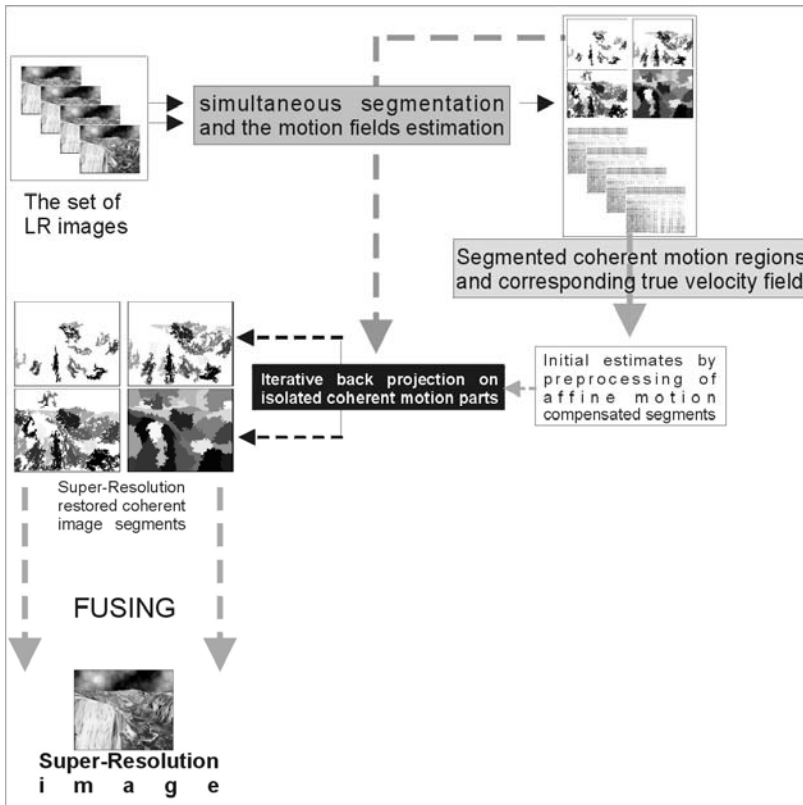 simultaneous segmentation
and the motion fields estimation
The set of
LR images
Segmented coherent motion regions
and corresponding true velocity field
Initial estimates by
preprocessing of
affine motion
compensated segments
Iterative back projection on
isolated coherent motion parts
Super-Resolution
restored coherent
image segments
FUSING
Super-Resolution
i m a g e